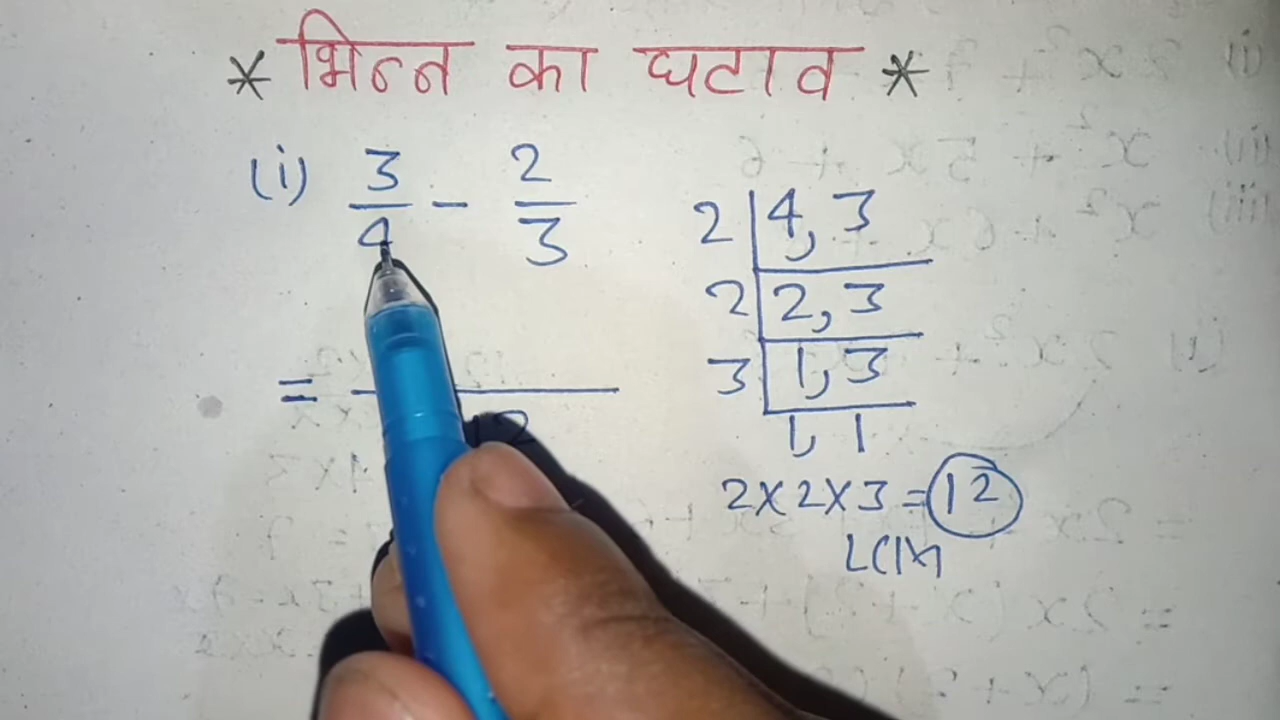 * भिन्न का घटाव *
(i) 3/4 - 2/3
=
2 | 4, 3
2 | 2, 3
3 | 1, 3
1, 1
2×2×3 = 12
LCM